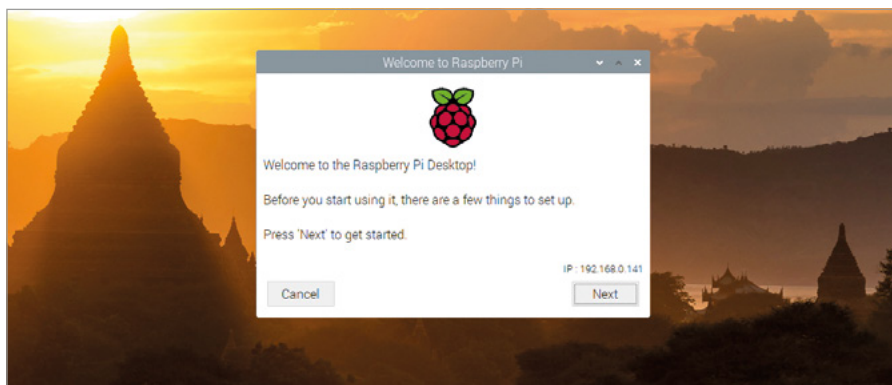 Welcome to Raspberry Pi
Welcome to the Raspberry Pi Desktop!
Before you start using it, there are a few things to set up.
Press 'Next' to get started.
IP : 192.168.0.141
Cancel
Next